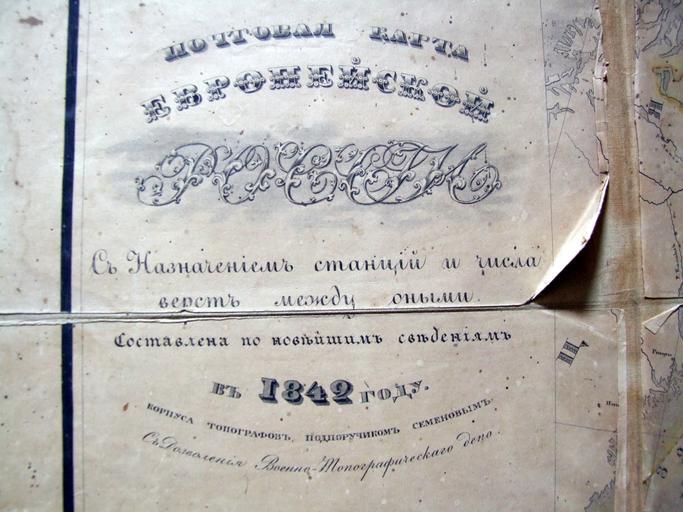 ПОЧТОВАЯ КАРТА
ЕВРОПЕЙСКОЙ
РОССІИ
Съ Назначеніемъ станцій и числа
верстъ между оными.
Составлена по новѣйшимъ свѣденіямъ
ВЪ 1842 ГОДУ.
КОРПУСА ТОПОГРАФОВЪ, ПОДПОРУЧИКОМЪ СЕМЕНОВЫМЪ.
Съ Дозволенія Военно-Топографическаго депо.